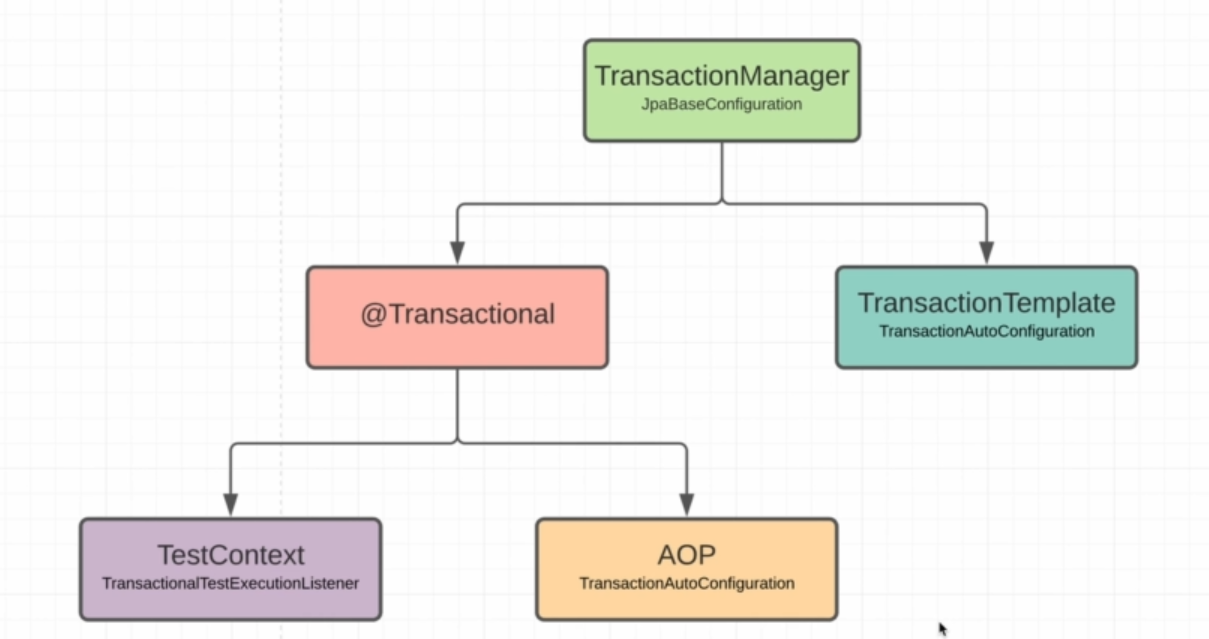 TransactionManager
JpaBaseConfiguration
@Transactional
TransactionTemplate
TransactionAutoConfiguration
TestContext
TransactionalTestExecutionListener
AOP
TransactionAutoConfiguration